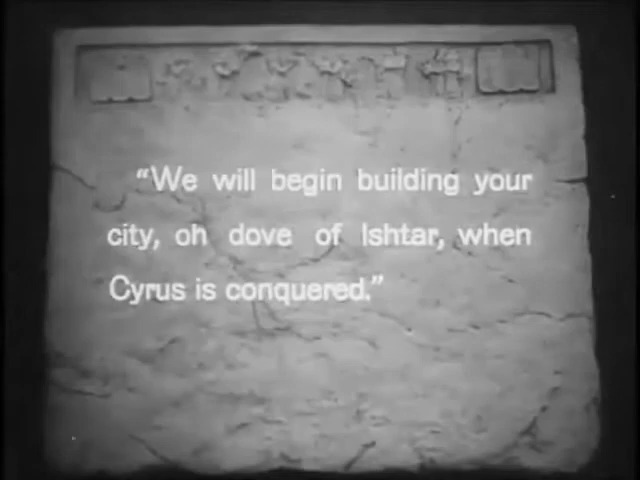 “We will begin building your
city, oh dove of Ishtar, when
Cyrus is conquered.”